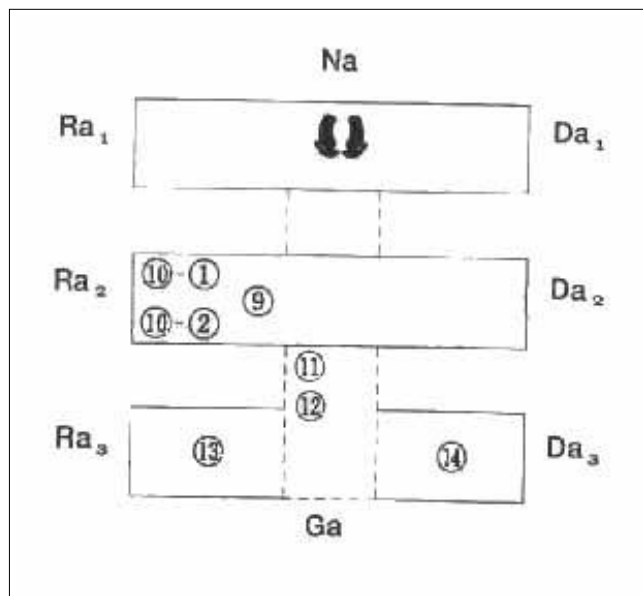 Na
Ra₁ Da₁
Ra₂ ⑩-① ⑨ Da₂
⑩-②
⑪
⑫
Ra₃ ⑬ ⑭ Da₃
Ga